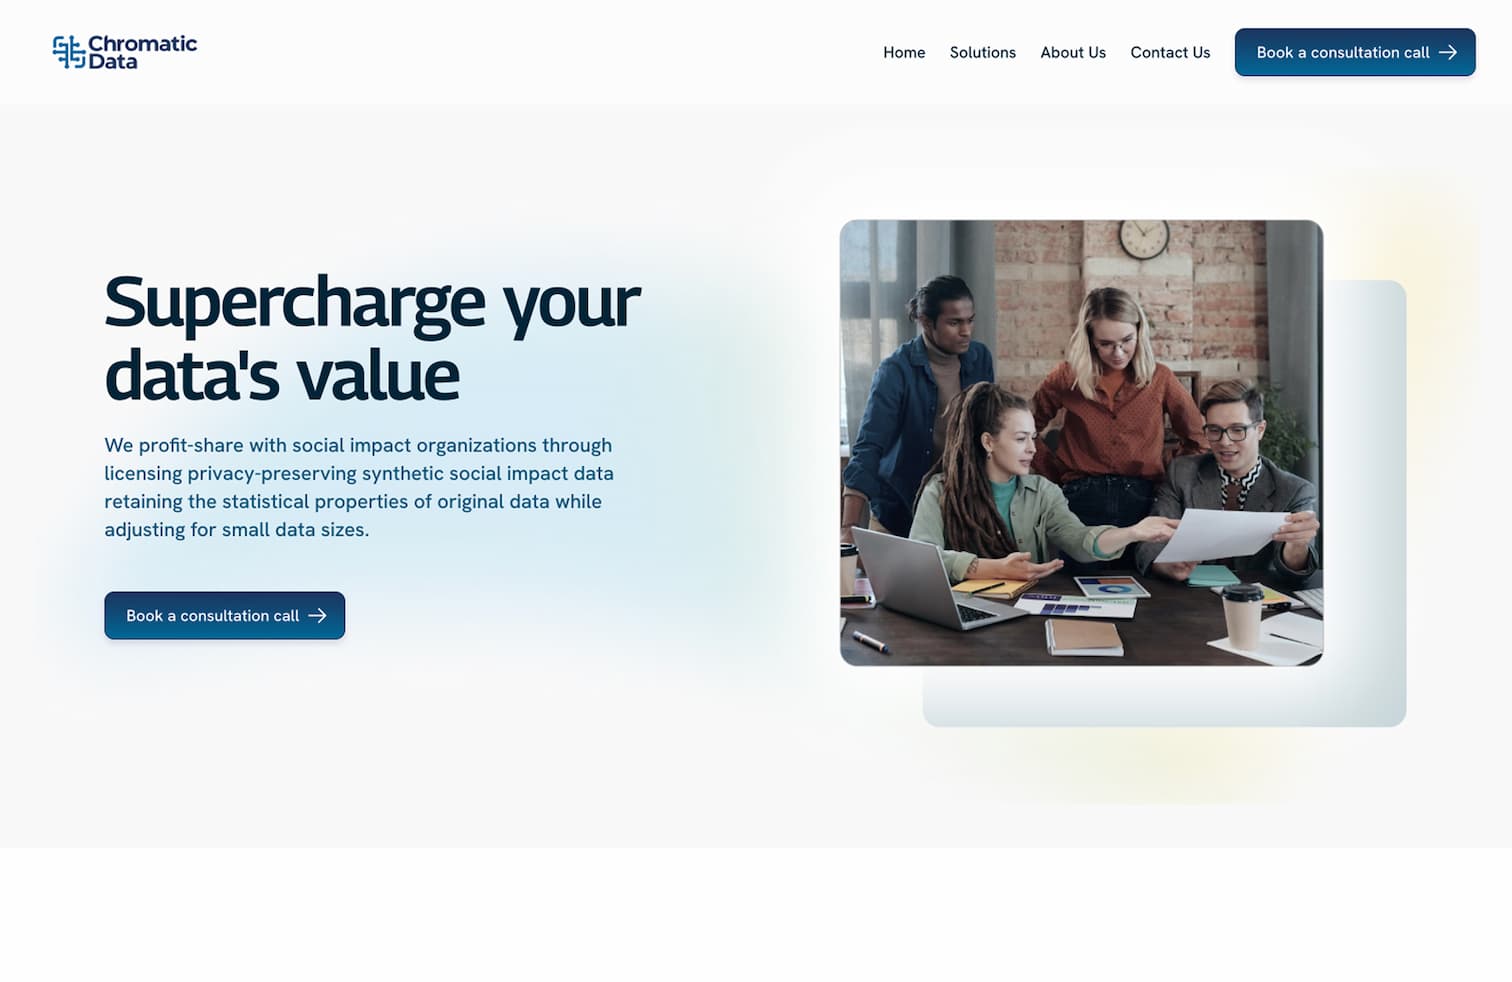 Chromatic
Data
Home
Solutions
About Us
Contact Us
Book a consultation call
Supercharge your
data's value
We profit-share with social impact organizations through
licensing privacy-preserving synthetic social impact data
retaining the statistical properties of original data while
adjusting for small data sizes.
Book a consultation call